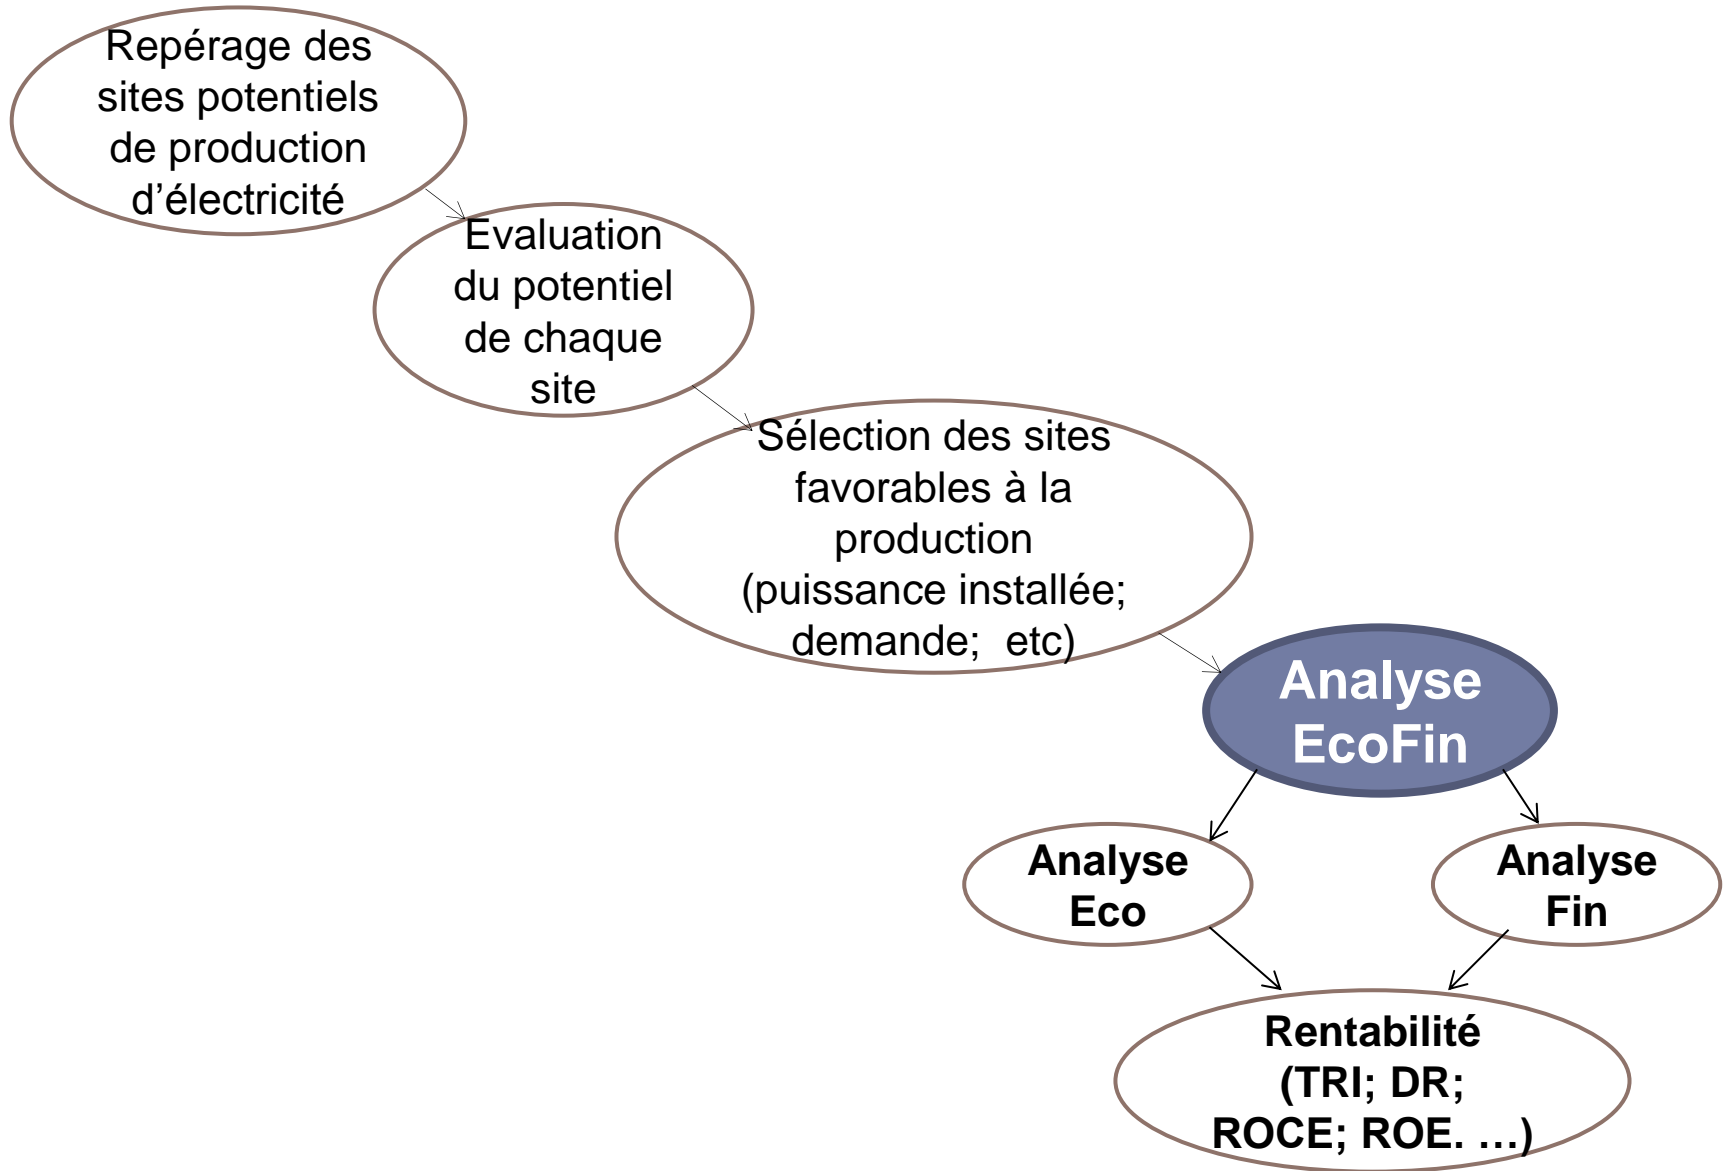 Repérage des
sites potentiels
de production
d’électricité
Evaluation
du potentiel
de chaque
site
Sélection des sites
favorables à la
production
(puissance installée;
demande;  etc)
Analyse
EcoFin
Analyse
Eco
Analyse
Fin
Rentabilité
(TRI; DR;
ROCE; ROE. …)